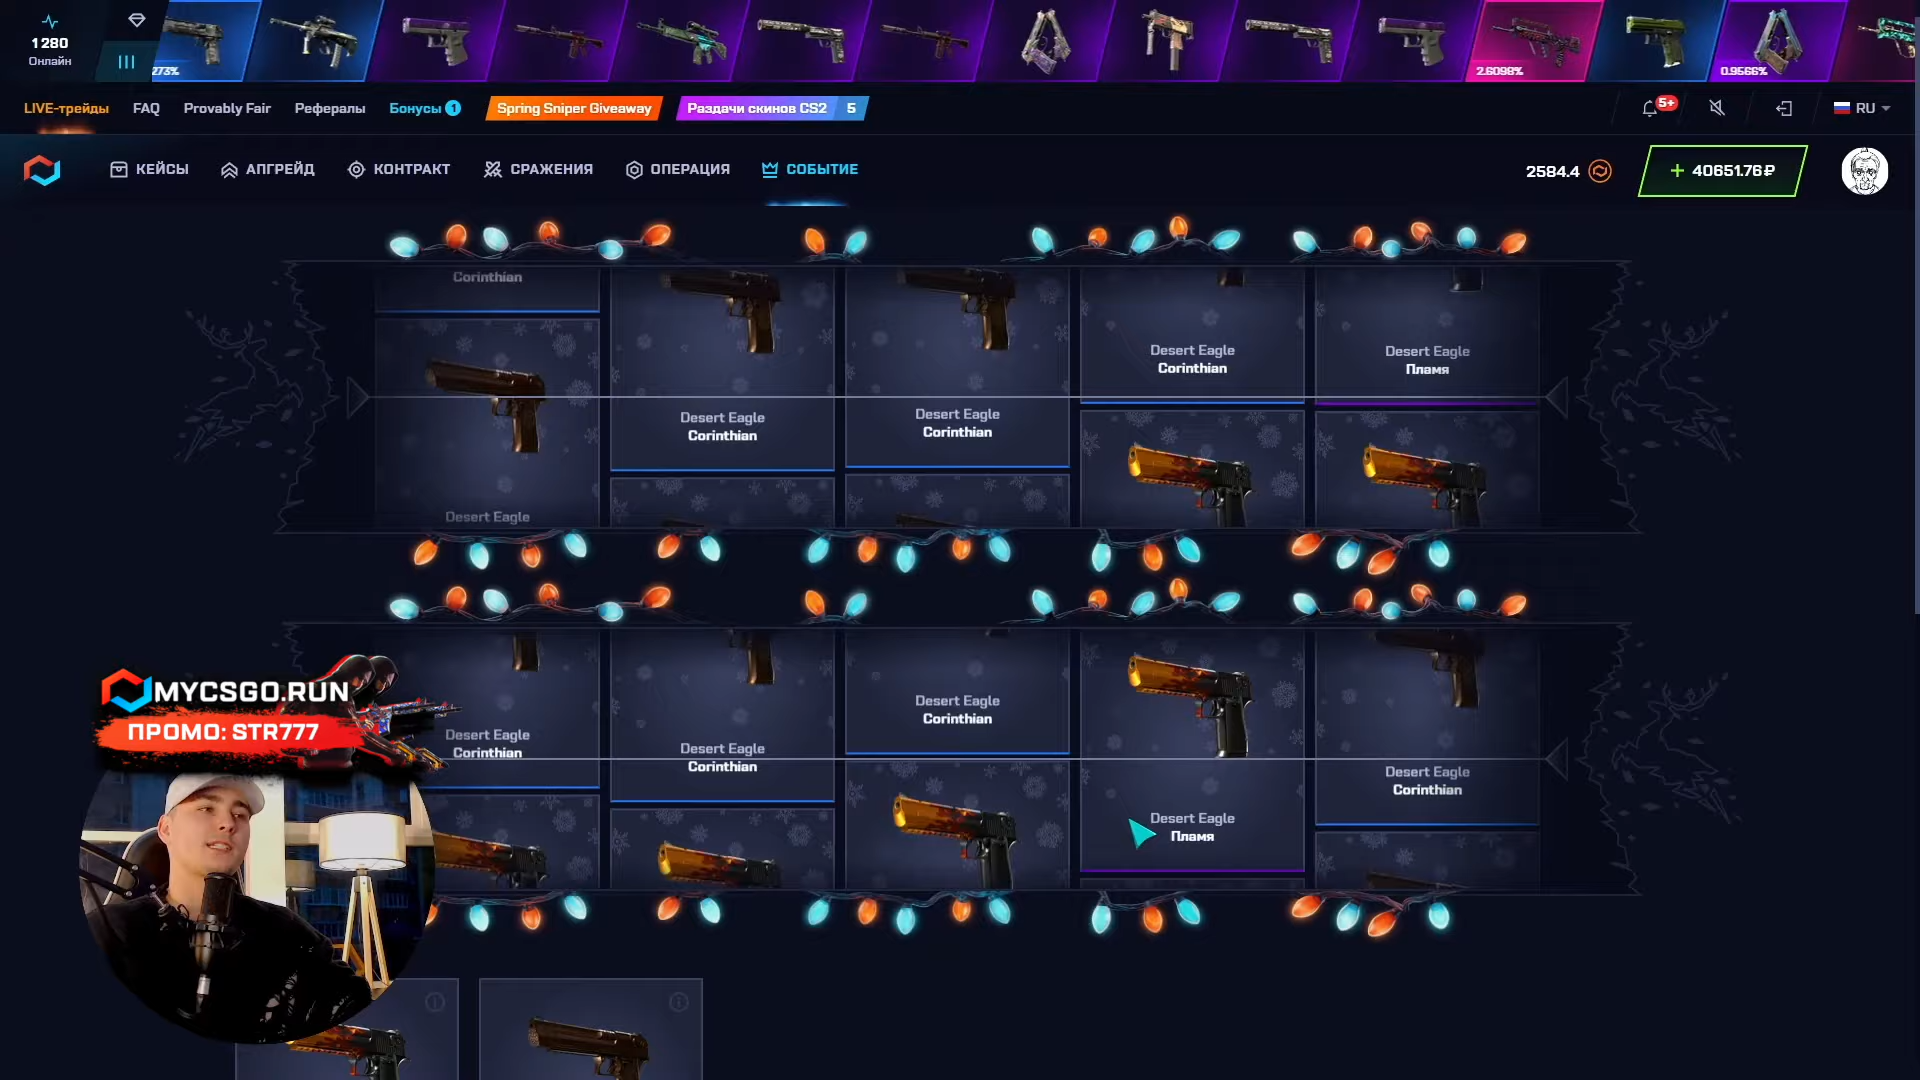 1 280
Онлайн
273%
2.6098%
0.9566%
LIVE-трейды
FAQ
Provably Fair
Рефералы
Бонусы 1
Spring Sniper Giveaway
Раздачи скинов CS2 5
5+
RU
КЕЙСЫ
АПГРЕЙД
КОНТРАКТ
СРАЖЕНИЯ
ОПЕРАЦИЯ
СОБЫТИЕ
2584.4
+ 40651.76₽
Corinthian
Desert Eagle
Desert Eagle
Corinthian
Desert Eagle
Corinthian
Desert Eagle
Corinthian
Desert Eagle
Пламя
MYCSGO.RUN
ПРОМО: STR777
Desert Eagle
Corinthian
Desert Eagle
Corinthian
Desert Eagle
Corinthian
Desert Eagle
Пламя
Desert Eagle
Corinthian